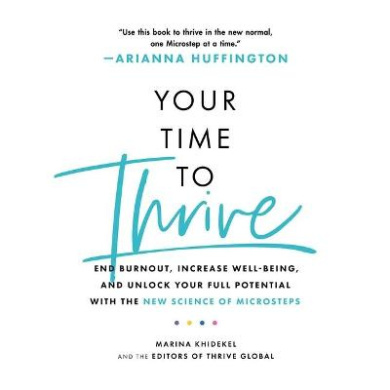 "Use this book to thrive in the new normal,
one Microstep at a time."
—ARIANNA HUFFINGTON
YOUR
TIME
TO
Thrive
END BURNOUT, INCREASE WELL-BEING,
AND UNLOCK YOUR FULL POTENTIAL
WITH THE NEW SCIENCE OF MICROSTEPS
MARINA KHIDEKEL
AND THE EDITORS OF THRIVE GLOBAL